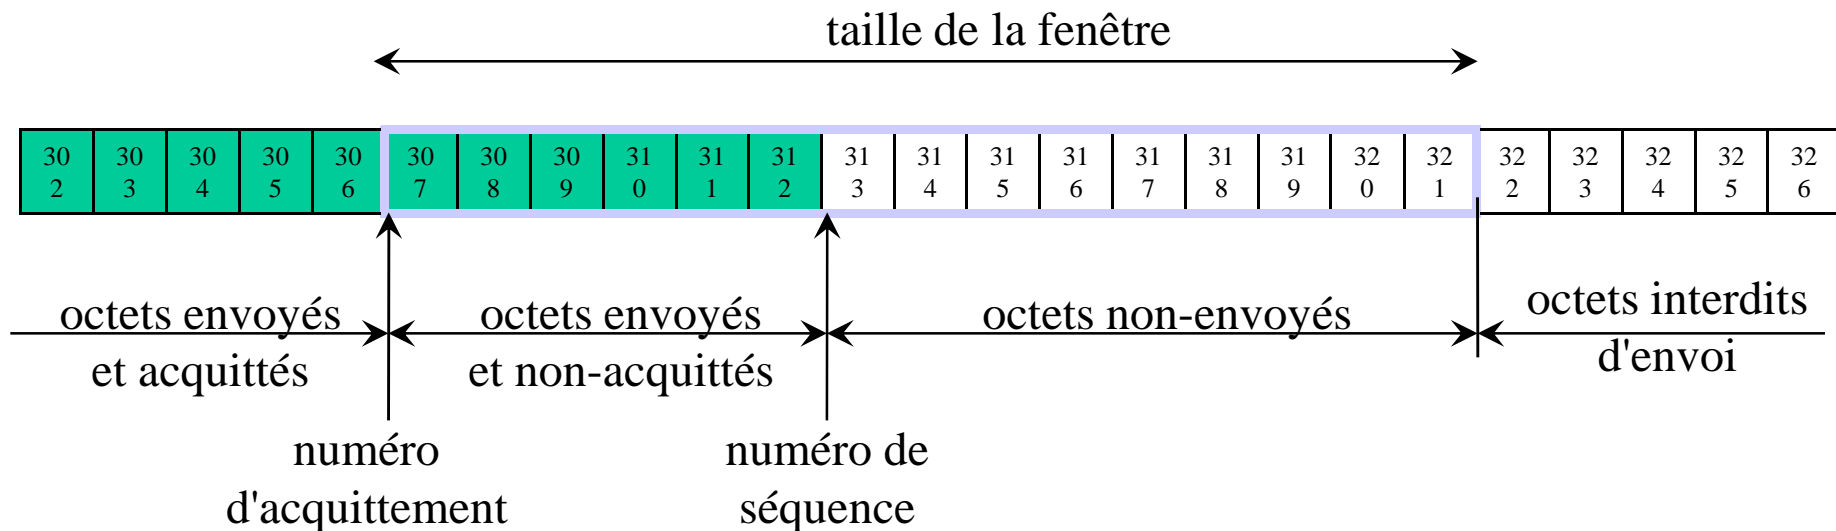 taille de la fenêtre
30 30 30 30 30 30 30 30 31 31 31 31 31 31 31 31 31 31 32 32 32 32 32 32 32
2 3 4 5 6 7 8 9 0 1 2 3 4 5 6 7 8 9 0 1 2 3 4 5 6
octets envoyés
et acquittés
octets envoyés
et non-acquittés
octets non-envoyés
octets interdits
d'envoi
numéro
d'acquittement
numéro de
séquence